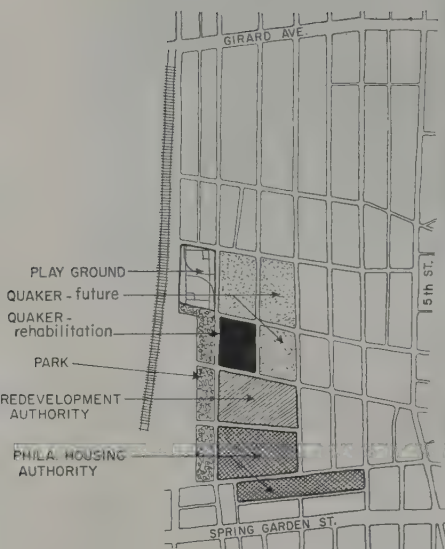 GIRARD AVE.
PLAY GROUND
QUAKER - future
QUAKER -
rehabilitation
PARK
REDEVELOPMENT
AUTHORITY
PHILA. HOUSING
AUTHORITY
5th ST.
SPRING GARDEN ST.